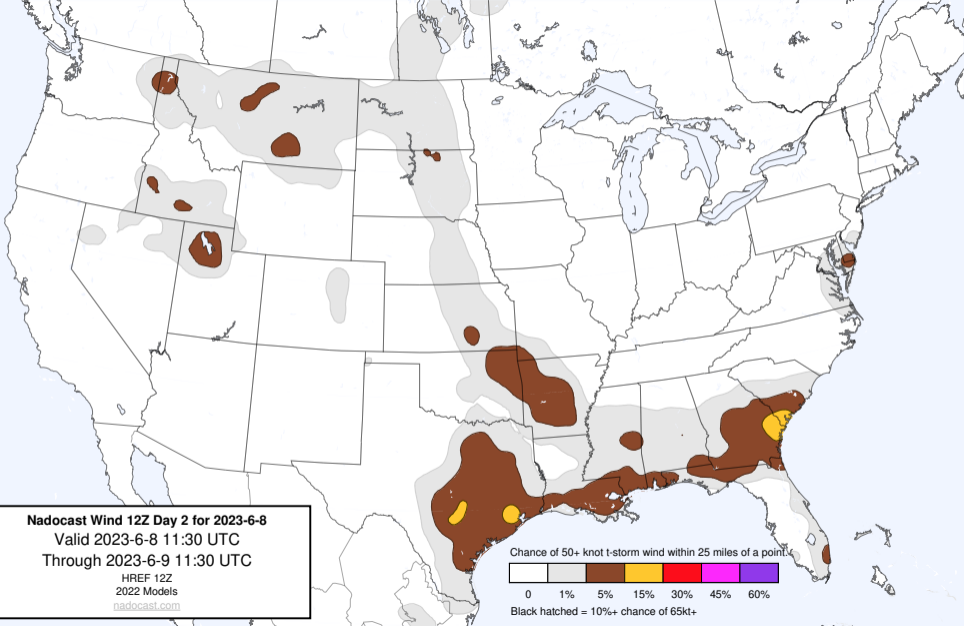 Nadocast Wind 12Z Day 2 for 2023-6-8
Valid 2023-6-8 11:30 UTC
Through 2023-6-9 11:30 UTC
HREF 12Z
2022 Models
nadocast.com
Chance of 50+ knot t-storm wind within 25 miles of a point.
0 1% 5% 15% 30% 45% 60%
Black hatched = 10%+ chance of 65kt+